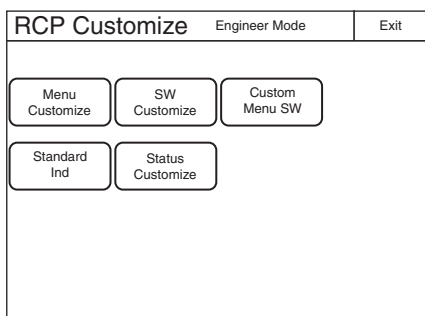 RCP Customize Engineer Mode Exit
Menu
Customize
SW
Customize
Custom
Menu SW
Standard
Ind
Status
Customize